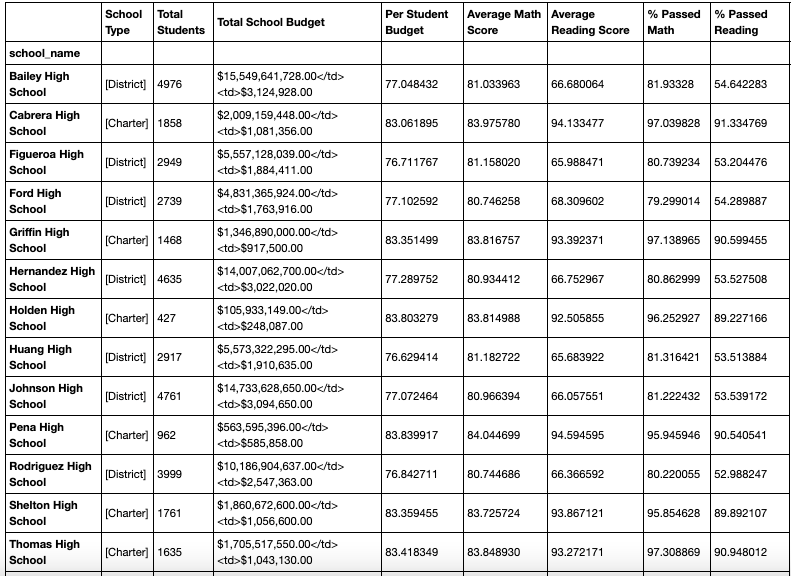 School Type Total Students Total School Budget Per Student Budget Average Math Score Average Reading Score % Passed Math % Passed Reading
school_name
Bailey High School [District] 4976 $15,549,641,728.00</td> <td>$3,124,928.00 77.048432 81.033963 66.680064 81.93328 54.642283
Cabrera High School [Charter] 1858 $2,009,159,448.00</td> <td>$1,081,356.00 83.061895 83.975780 94.133477 97.039828 91.334769
Figueroa High School [District] 2949 $5,557,128,039.00</td> <td>$1,884,411.00 76.711767 81.158020 65.988471 80.739234 53.204476
Ford High School [District] 2739 $4,831,365,924.00</td> <td>$1,763,916.00 77.102592 80.746258 68.309602 79.299014 54.289887
Griffin High School [Charter] 1468 $1,346,890,000.00</td> <td>$917,500.00 83.351499 83.816757 93.392371 97.138965 90.599455
Hernandez High School [District] 4635 $14,007,062,700.00</td> <td>$3,022,020.00 77.289752 80.934412 66.752967 80.862999 53.527508
Holden High School [Charter] 427 $105,933,149.00</td> <td>$248,087.00 83.803279 83.814988 92.505855 96.252927 89.227166
Huang High School [District] 2917 $5,573,322,295.00</td> <td>$1,910,635.00 76.629414 81.182722 65.683922 81.316421 53.513884
Johnson High School [District] 4761 $14,733,628,650.00</td> <td>$3,094,650.00 77.072464 80.966394 66.057551 81.222432 53.539172
Pena High School [Charter] 962 $563,595,396.00</td> <td>$585,858.00 83.839917 84.044699 94.594595 95.945946 90.540541
Rodriguez High School [District] 3999 $10,186,904,637.00</td> <td>$2,547,363.00 76.842711 80.744686 66.366592 80.220055 52.988247
Shelton High School [Charter] 1761 $1,860,672,600.00</td> <td>$1,056,600.00 83.359455 83.725724 93.867121 95.854628 89.892107
Thomas High School [Charter] 1635 $1,705,517,550.00</td> <td>$1,043,130.00 83.418349 83.848930 93.272171 97.308869 90.948012